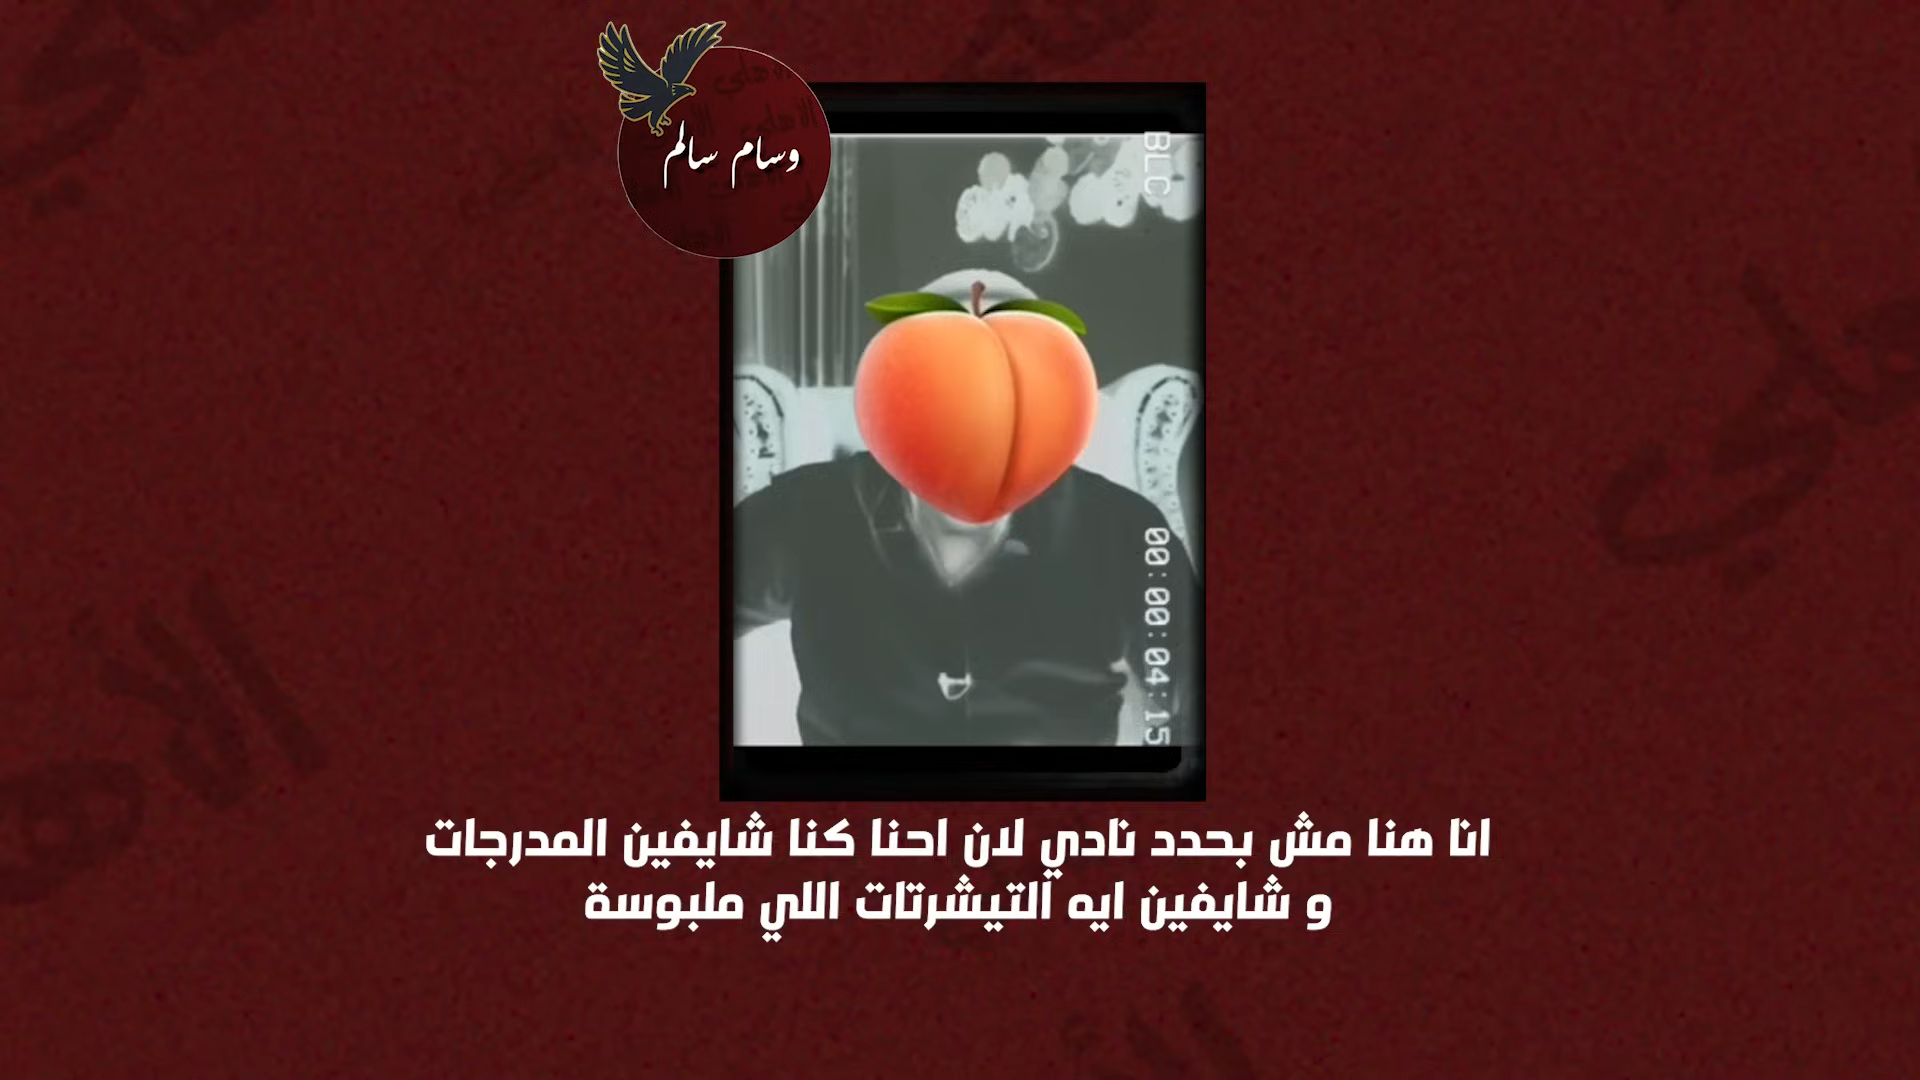 وسام سالم
BLC
00:00:04:15
انا هنا مش بحدد نادي لان احنا كنا شايفين المدرجات
و شايفين ايه التيشرتات اللي ملبوسة